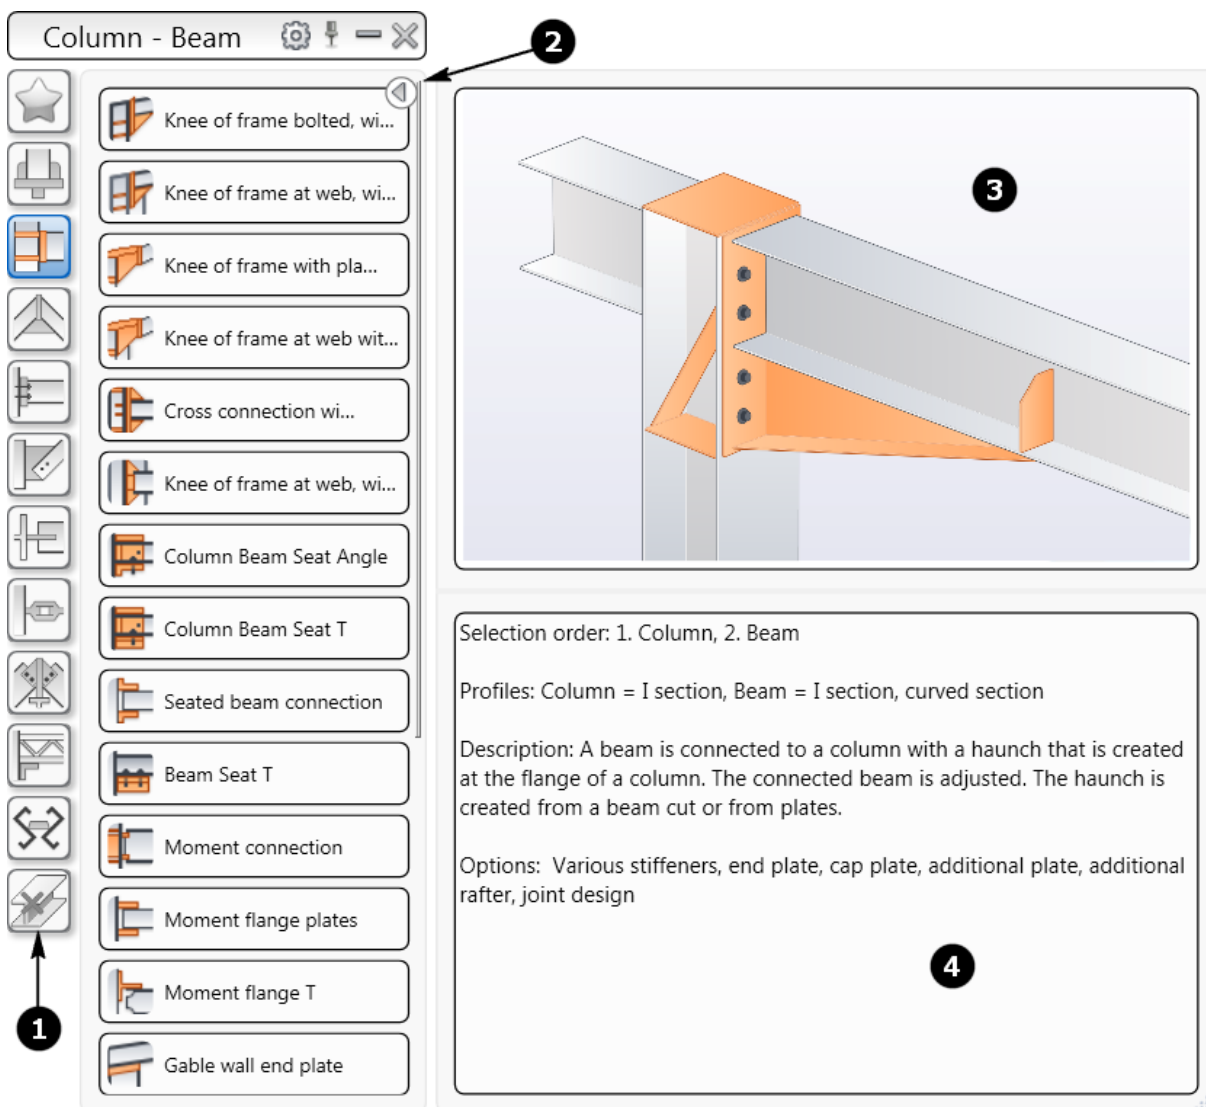 Column - Beam
2
Knee of frame bolted, wi...
Knee of frame at web, wi...
Knee of frame with pla...
Knee of frame at web wit...
Cross connection wi...
Knee of frame at web, wi...
Column Beam Seat Angle
Column Beam Seat T
Seated beam connection
Beam Seat T
Moment connection
Moment flange plates
Moment flange T
Gable wall end plate
1
3
Selection order: 1. Column, 2. Beam
Profiles: Column = I section, Beam = I section, curved section
Description: A beam is connected to a column with a haunch that is created
at the flange of a column. The connected beam is adjusted. The haunch is
created from a beam cut or from plates.
Options:  Various stiffeners, end plate, cap plate, additional plate, additional
rafter, joint design
4